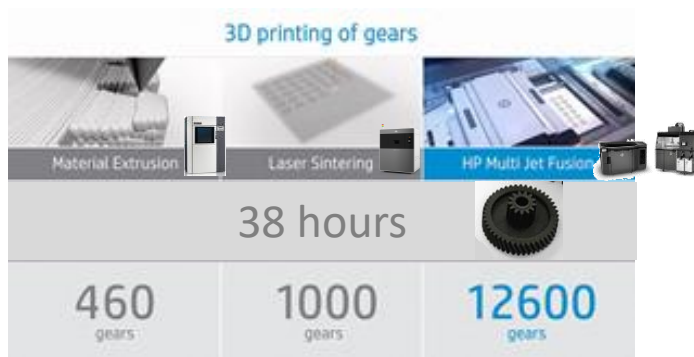 3D printing of gears
Material Extrusion
Laser Sintering
HP Multi Jet Fusion
38 hours
460
gears
1000
gears
12600
gears